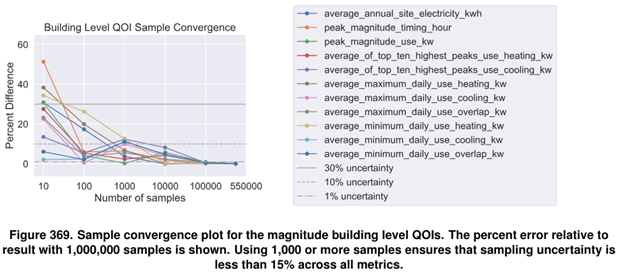 Building Level QOI Sample Convergence
60
40
20
0
Percent Difference
10 100 1000 10000 100000 550000
Number of samples
average_annual_site_electricity_kwh
peak_magnitude_timing_hour
peak_magnitude_use_kw
average_of_top_ten_highest_peaks_use_heating_kw
average_of_top_ten_highest_peaks_use_cooling_kw
average_maximum_daily_use_heating_kw
average_maximum_daily_use_cooling_kw
average_maximum_daily_use_overlap_kw
average_minimum_daily_use_heating_kw
average_minimum_daily_use_cooling_kw
average_minimum_daily_use_overlap_kw
30% uncertainty
10% uncertainty
1% uncertainty
Figure 369. Sample convergence plot for the magnitude building level QOIs. The percent error relative to
result with 1,000,000 samples is shown. Using 1,000 or more samples ensures that sampling uncertainty is
less than 15% across all metrics.